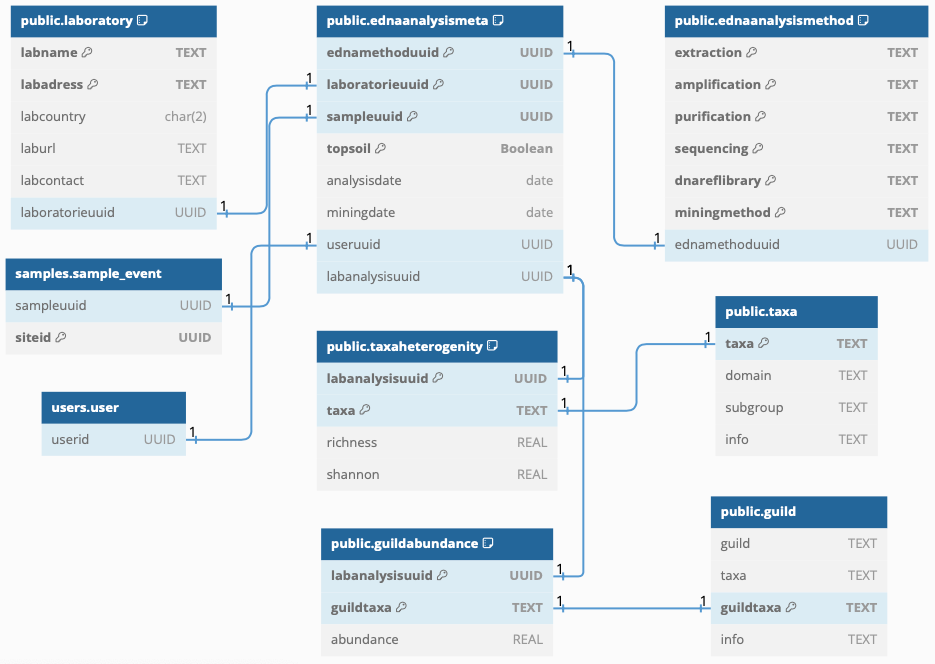 public.laboratory
labname TEXT
labadress TEXT
labcountry char(2)
laburl TEXT
labcontact TEXT
laboratorieuuid UUID
1
samples.sample_event
sampleuuid UUID
1
siteid UUID
users.user
userid UUID
1
public.ednaanalysismeta
ednamethoduuid UUID
1
1
laboratorieuuid UUID
1
sampleuuid UUID
topsoil Boolean
analysisdate date
miningdate date
1
useruuid UUID
labanalysisuuid UUID
1
public.taxaheterogenity
labanalysisuuid UUID
1
taxa TEXT
1
richness REAL
shannon REAL
public.guildabundance
labanalysisuuid UUID
1
guildtaxa TEXT
1
abundance REAL
public.ednaanalysismethod
extraction TEXT
amplification TEXT
purification TEXT
sequencing TEXT
dnareflibrary TEXT
miningmethod TEXT
1
ednamethoduuid UUID
public.taxa
1
taxa TEXT
domain TEXT
subgroup TEXT
info TEXT
public.guild
guild TEXT
taxa TEXT
1
guildtaxa TEXT
info TEXT